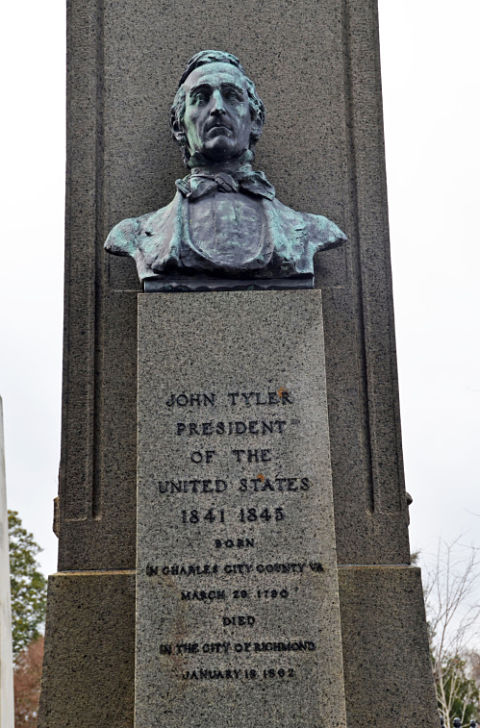 JOHN TYLER
PRESIDENT
OF THE
UNITED STATES
1841 1845
BORN
IN CHARLES CITY COUNTY VA
MARCH 29 1790
DIED
IN THE CITY OF RICHMOND
JANUARY 18 1862